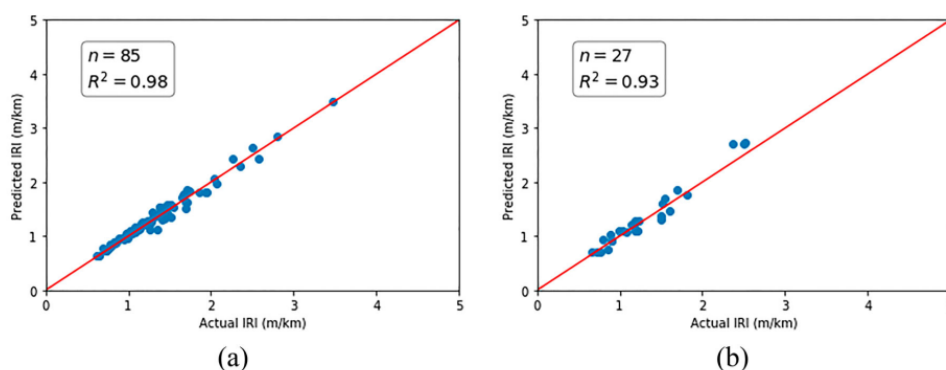 5
4
3
2
1
0
Predicted IRI (m/km)
n = 85
R² = 0.98
0 1 2 3 4 5
Actual IRI (m/km)
(a)
5
4
3
2
1
0
Predicted IRI (m/km)
n = 27
R² = 0.93
0 1 2 3 4
Actual IRI (m/km)
(b)